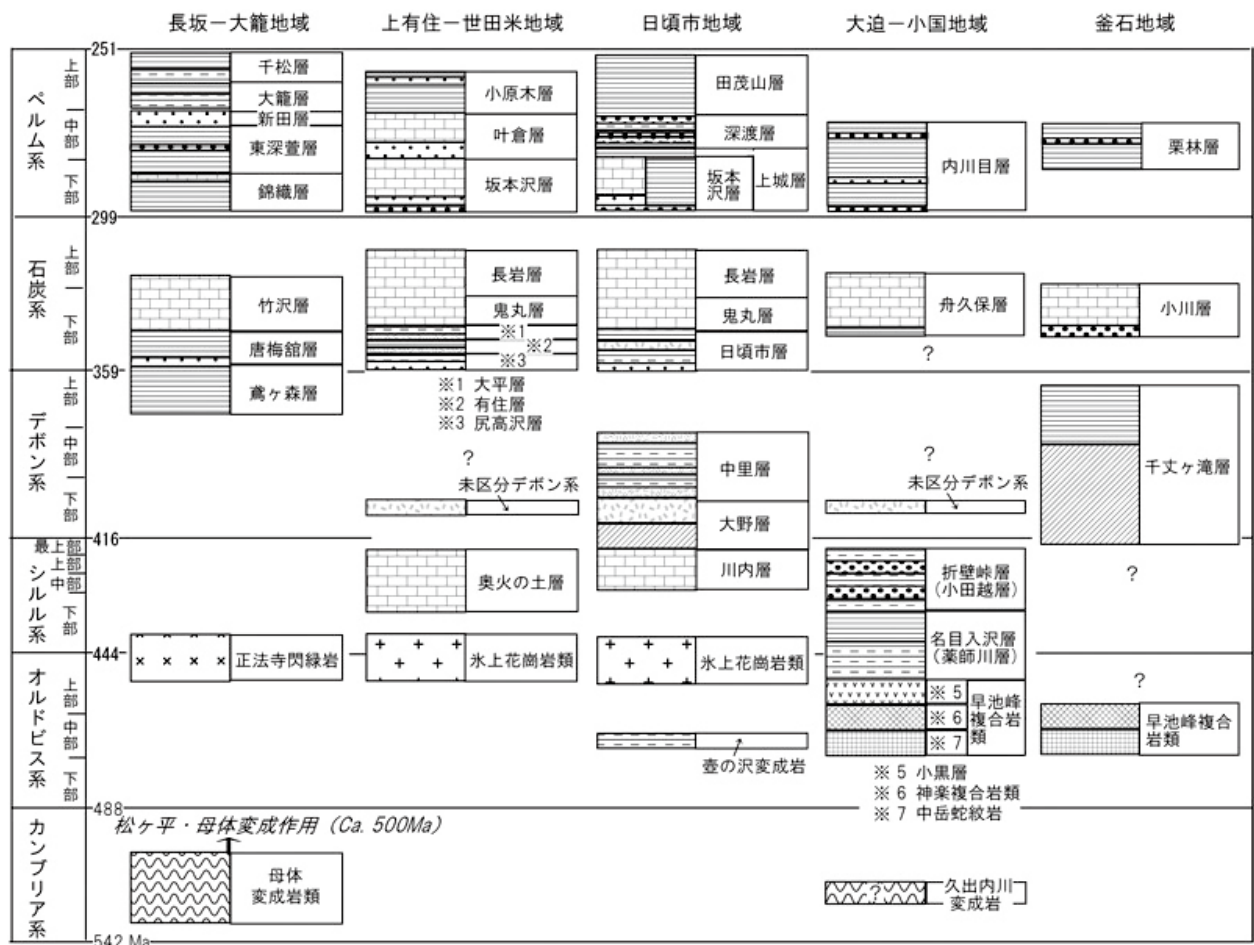 長坂－大籠地域
上有住－世田米地域
日頃市地域
大迫－小国地域
釜石地域
251
ペルム系
上部
中部
下部
千松層
大籠層
新田層
東深萱層
錦織層
小原木層
叶倉層
坂本沢層
田茂山層
深渡層
坂本沢層
上城層
内川目層
栗林層
299
石炭系
上部
下部
竹沢層
唐梅舘層
鳶ヶ森層
長岩層
鬼丸層
※1
※2
※3
長岩層
鬼丸層
日頃市層
舟久保層
?
小川層
359
※1 大平層
※2 有住層
※3 尻高沢層
デボン系
上部
中部
下部
?
未区分デボン系
中里層
大野層
?
未区分デボン系
千丈ヶ滝層
416
シルル系
最上部
上部
中部
下部
奥火の土層
川内層
折壁峠層
(小田越層)
名目入沢層
(薬師川層)
?
正法寺閃緑岩
氷上花崗岩類
氷上花崗岩類
444
オルドビス系
上部
中部
下部
※ 5
※ 6
※ 7
早池峰
複合岩
類
?
早池峰複合
岩類
壺の沢変成岩
※ 5 小黒層
※ 6 神楽複合岩類
※ 7 中岳蛇紋岩
488
カンブリア系
松ヶ平・母体変成作用 (Ca. 500Ma)
母体
変成岩類
?
久出内川
変成岩
542 Ma